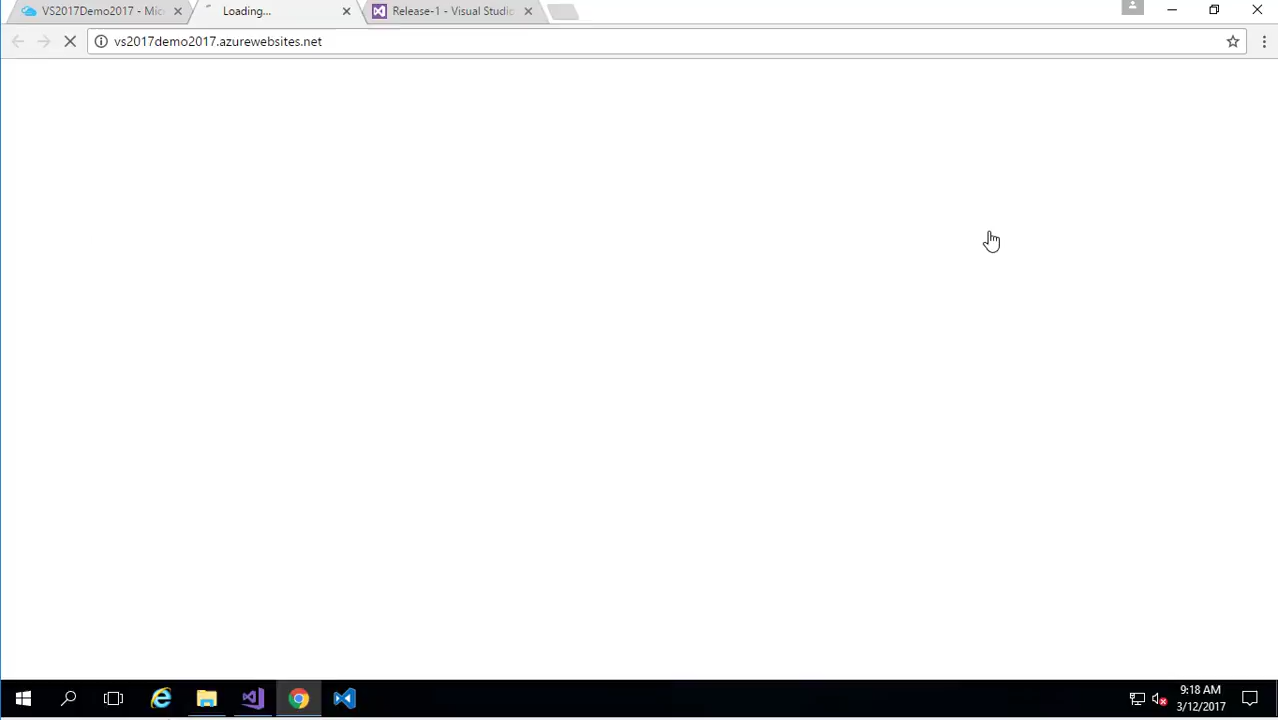 VS2017Demo2017 - Mic
Loading...
Release-1 - Visual Studio
vs2017demo2017.azurewebsites.net
9:18 AM
3/12/2017